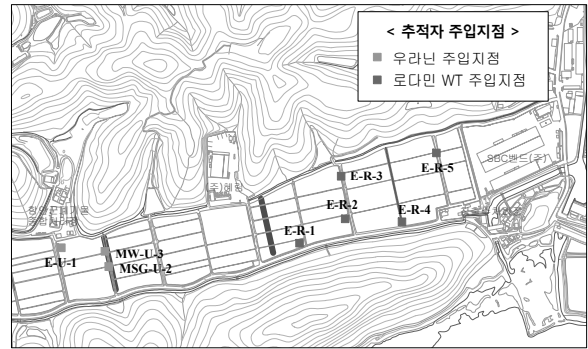 < 추적자 주입지점 >
우라닌 주입지점
로다민 WT 주입지점
E-R-5
SBC밴드(주)
E-R-3
(주)혜원
E-R-2
E-R-4
E-R-1
MW-U-3
E-U-1
MSG-U-2